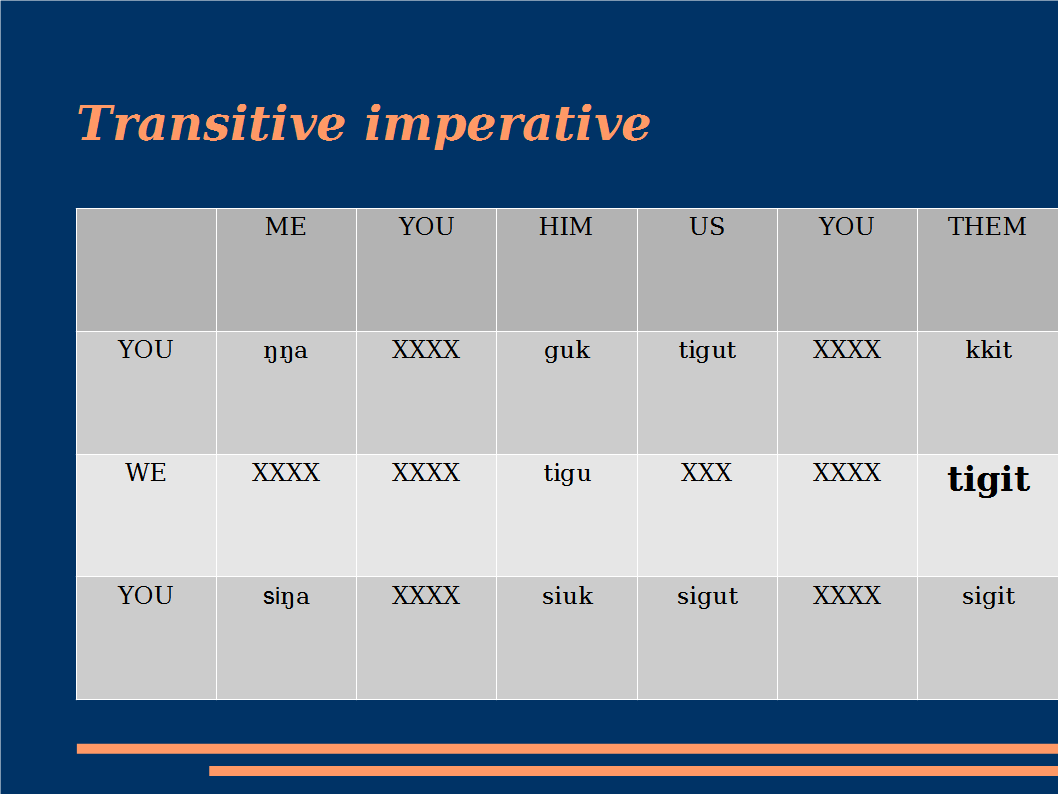 Transitive imperative
ME YOU HIM US YOU THEM
YOU ŋŋa XXXX guk tigut XXXX kkit
WE XXXX XXXX tigu XXX XXXX tigit
YOU siŋa XXXX siuk sigut XXXX sigit